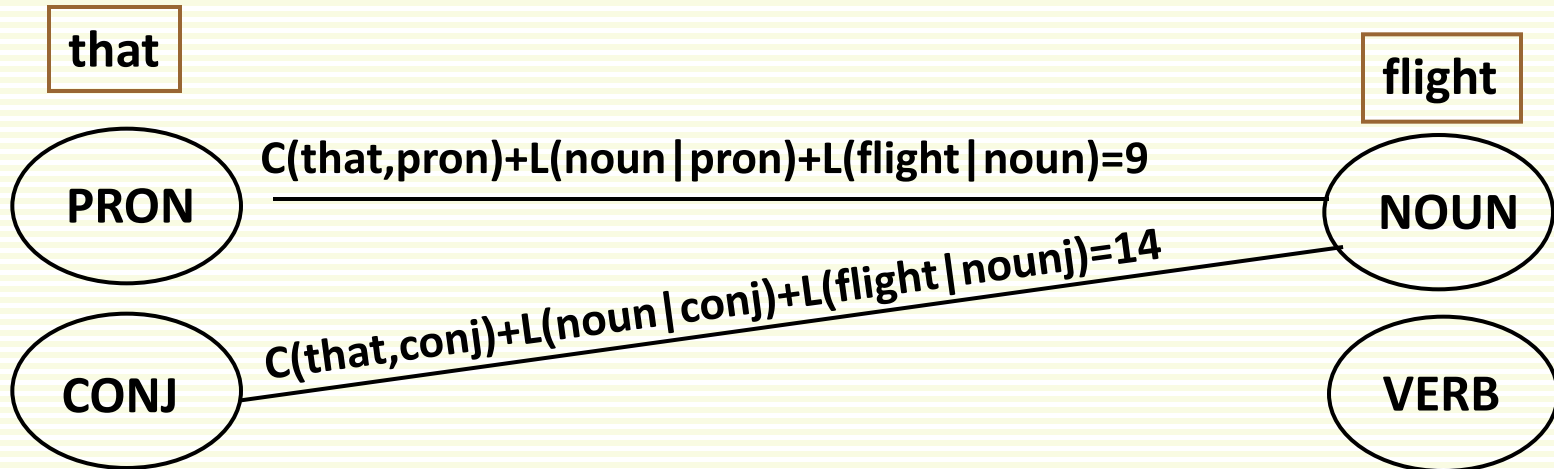 that
flight
C(that,pron)+L(noun|pron)+L(flight|noun)=9
PRON
NOUN
C(that,conj)+L(noun|conj)+L(flight|nounj)=14
CONJ
VERB